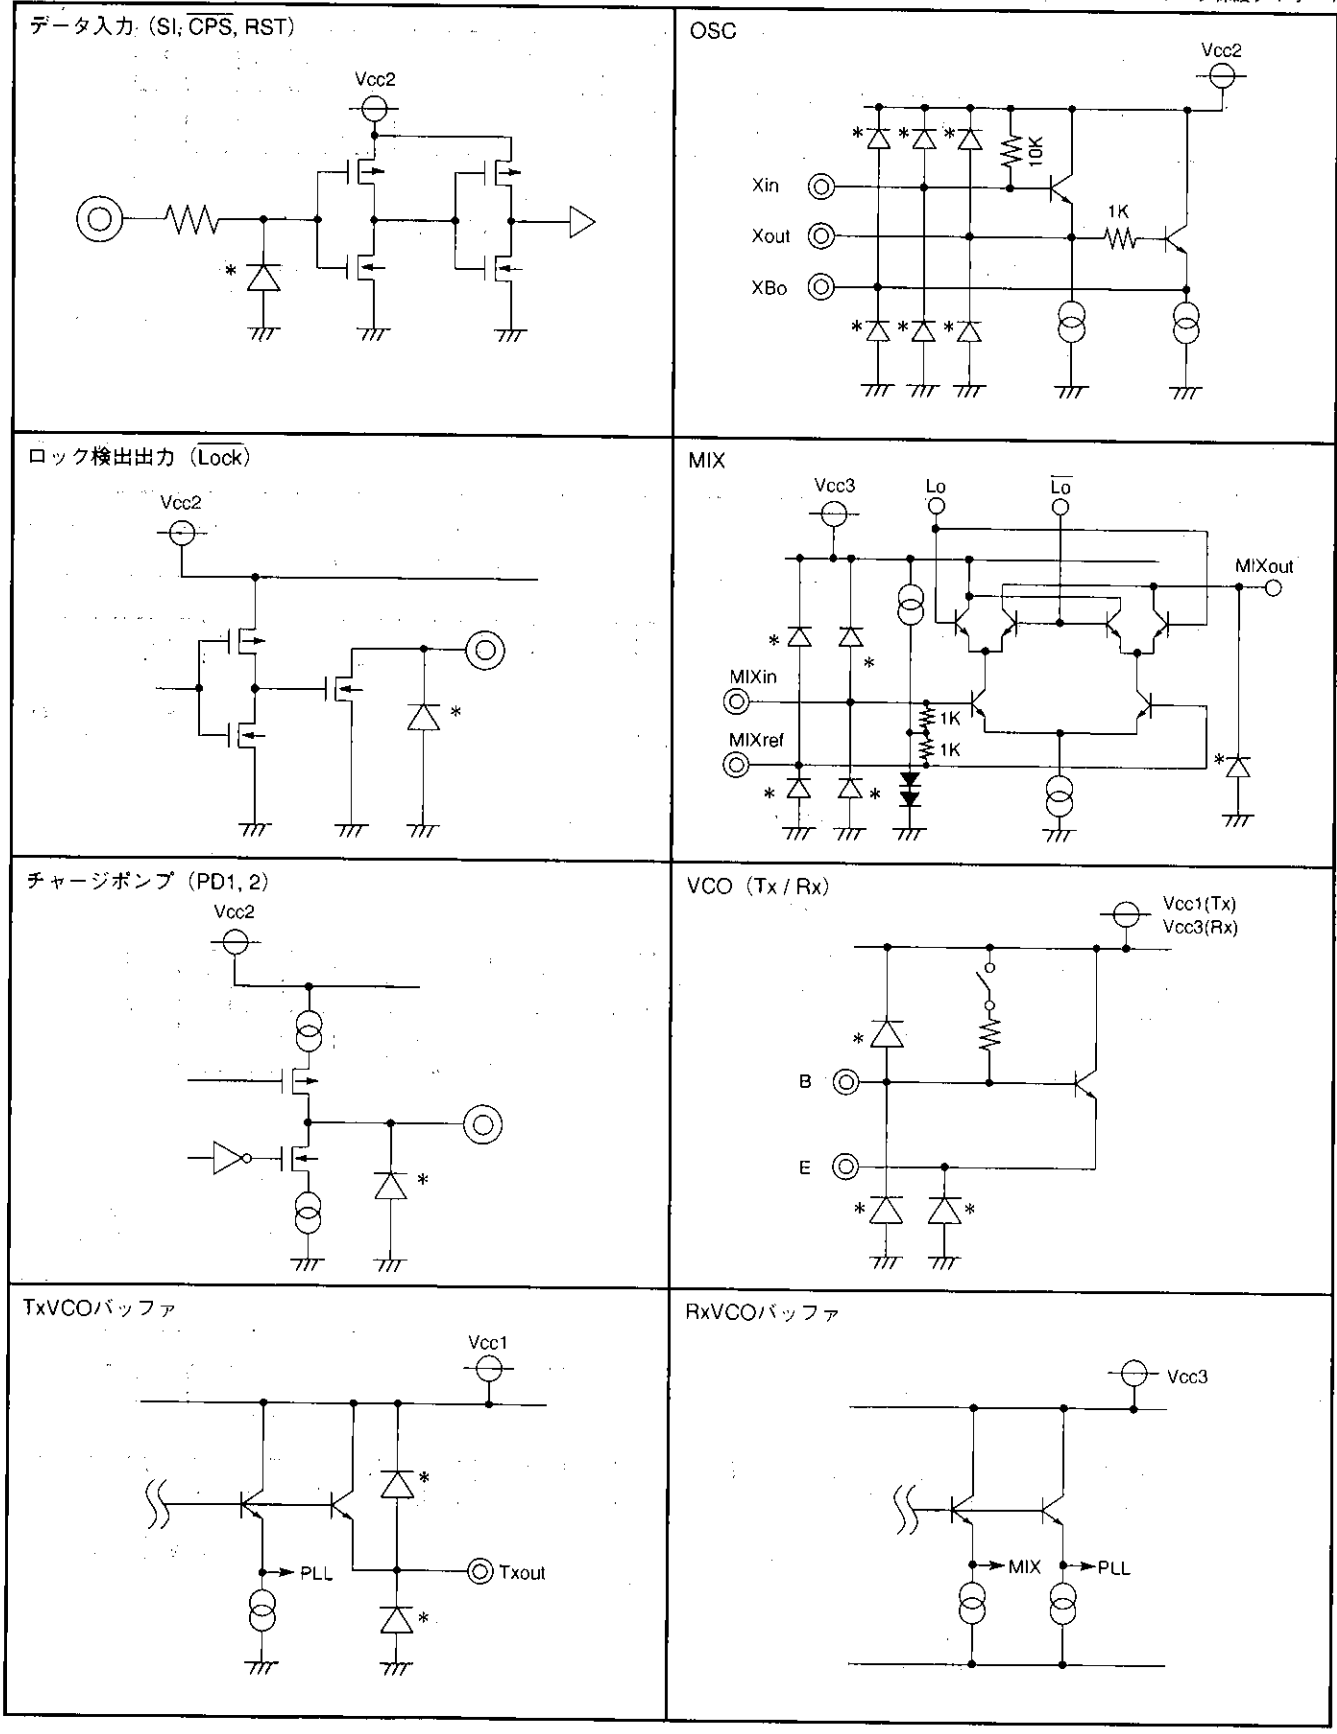 データ入力 (SI, CPS, RST)
Vcc2
*
OSC
Vcc2
* * *
10K
Xin
1K
Xout
XBo
* * *
ロック検出出力 (Lock)
Vcc2
*
MIX
Vcc3
Lo
Lo
MIXout
*
*
MIXin
1K
MIXref
1K
*
* *
チャージポンプ (PD1, 2)
Vcc2
*
VCO (Tx / Rx)
Vcc1(Tx)
Vcc3(Rx)
*
B
E
* *
TxVCOバッファ
Vcc1
*
PLL
Txout
*
RxVCOバッファ
Vcc3
MIX
PLL